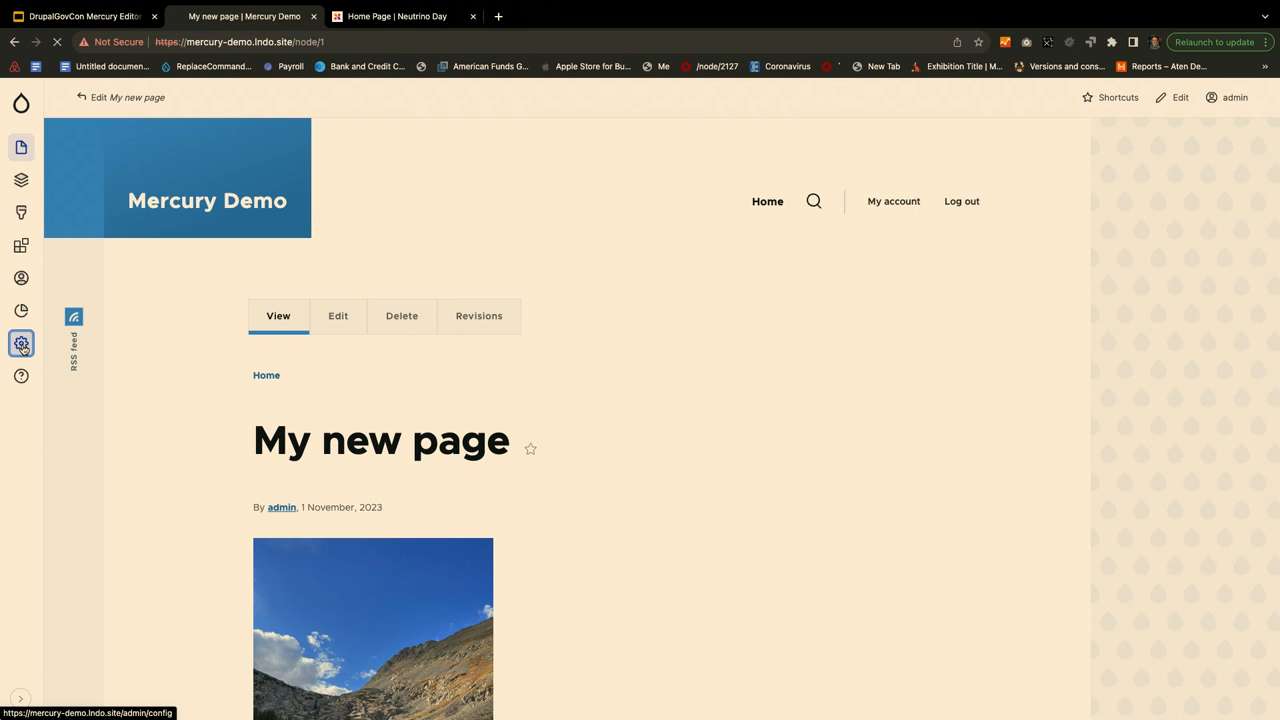 DrupalGovCon Mercury Editor
My new page | Mercury Demo
Home Page | Neutrino Day
Not Secure
https://mercury-demo.lndo.site/node/1
Relaunch to update
Untitled documen...
ReplaceCommand...
Payroll
Bank and Credit C...
American Funds G...
Apple Store for Bu...
Me
/node/2127
Coronavirus
'
New Tab
Exhibition Title | M...
Versions and cons...
Reports – Aten De...
»
Edit My new page
Shortcuts
Edit
admin
Mercury Demo
Home
My account
Log out
RSS feed
View
Edit
Delete
Revisions
Home
My new page
By admin, 1 November, 2023
https://mercury-demo.lndo.site/admin/config